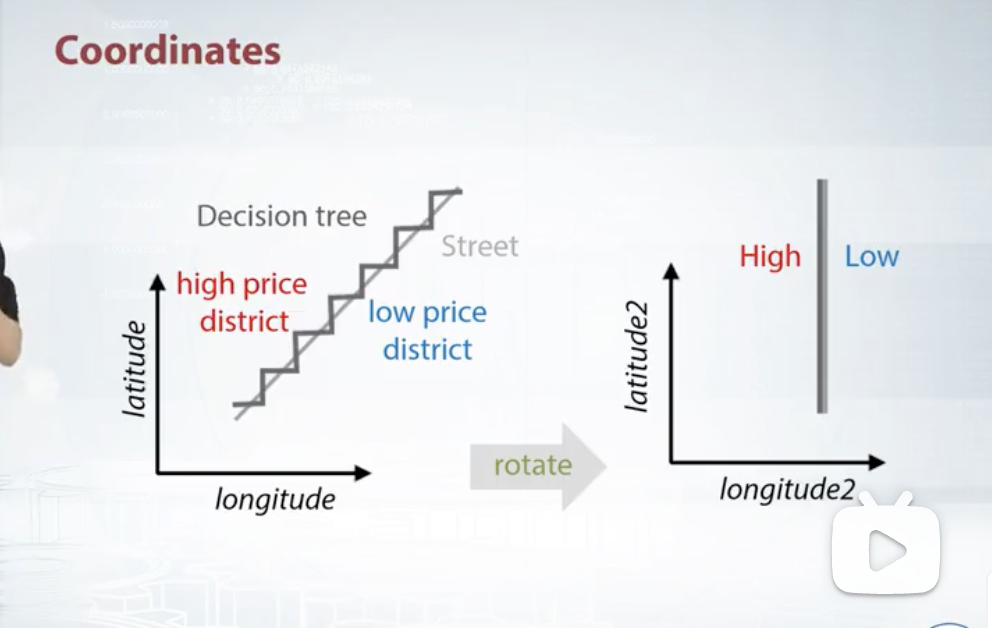 Coordinates
Decision tree
Street
high price
district
low price
district
latitude
longitude
rotate
High
Low
latitude2
longitude2